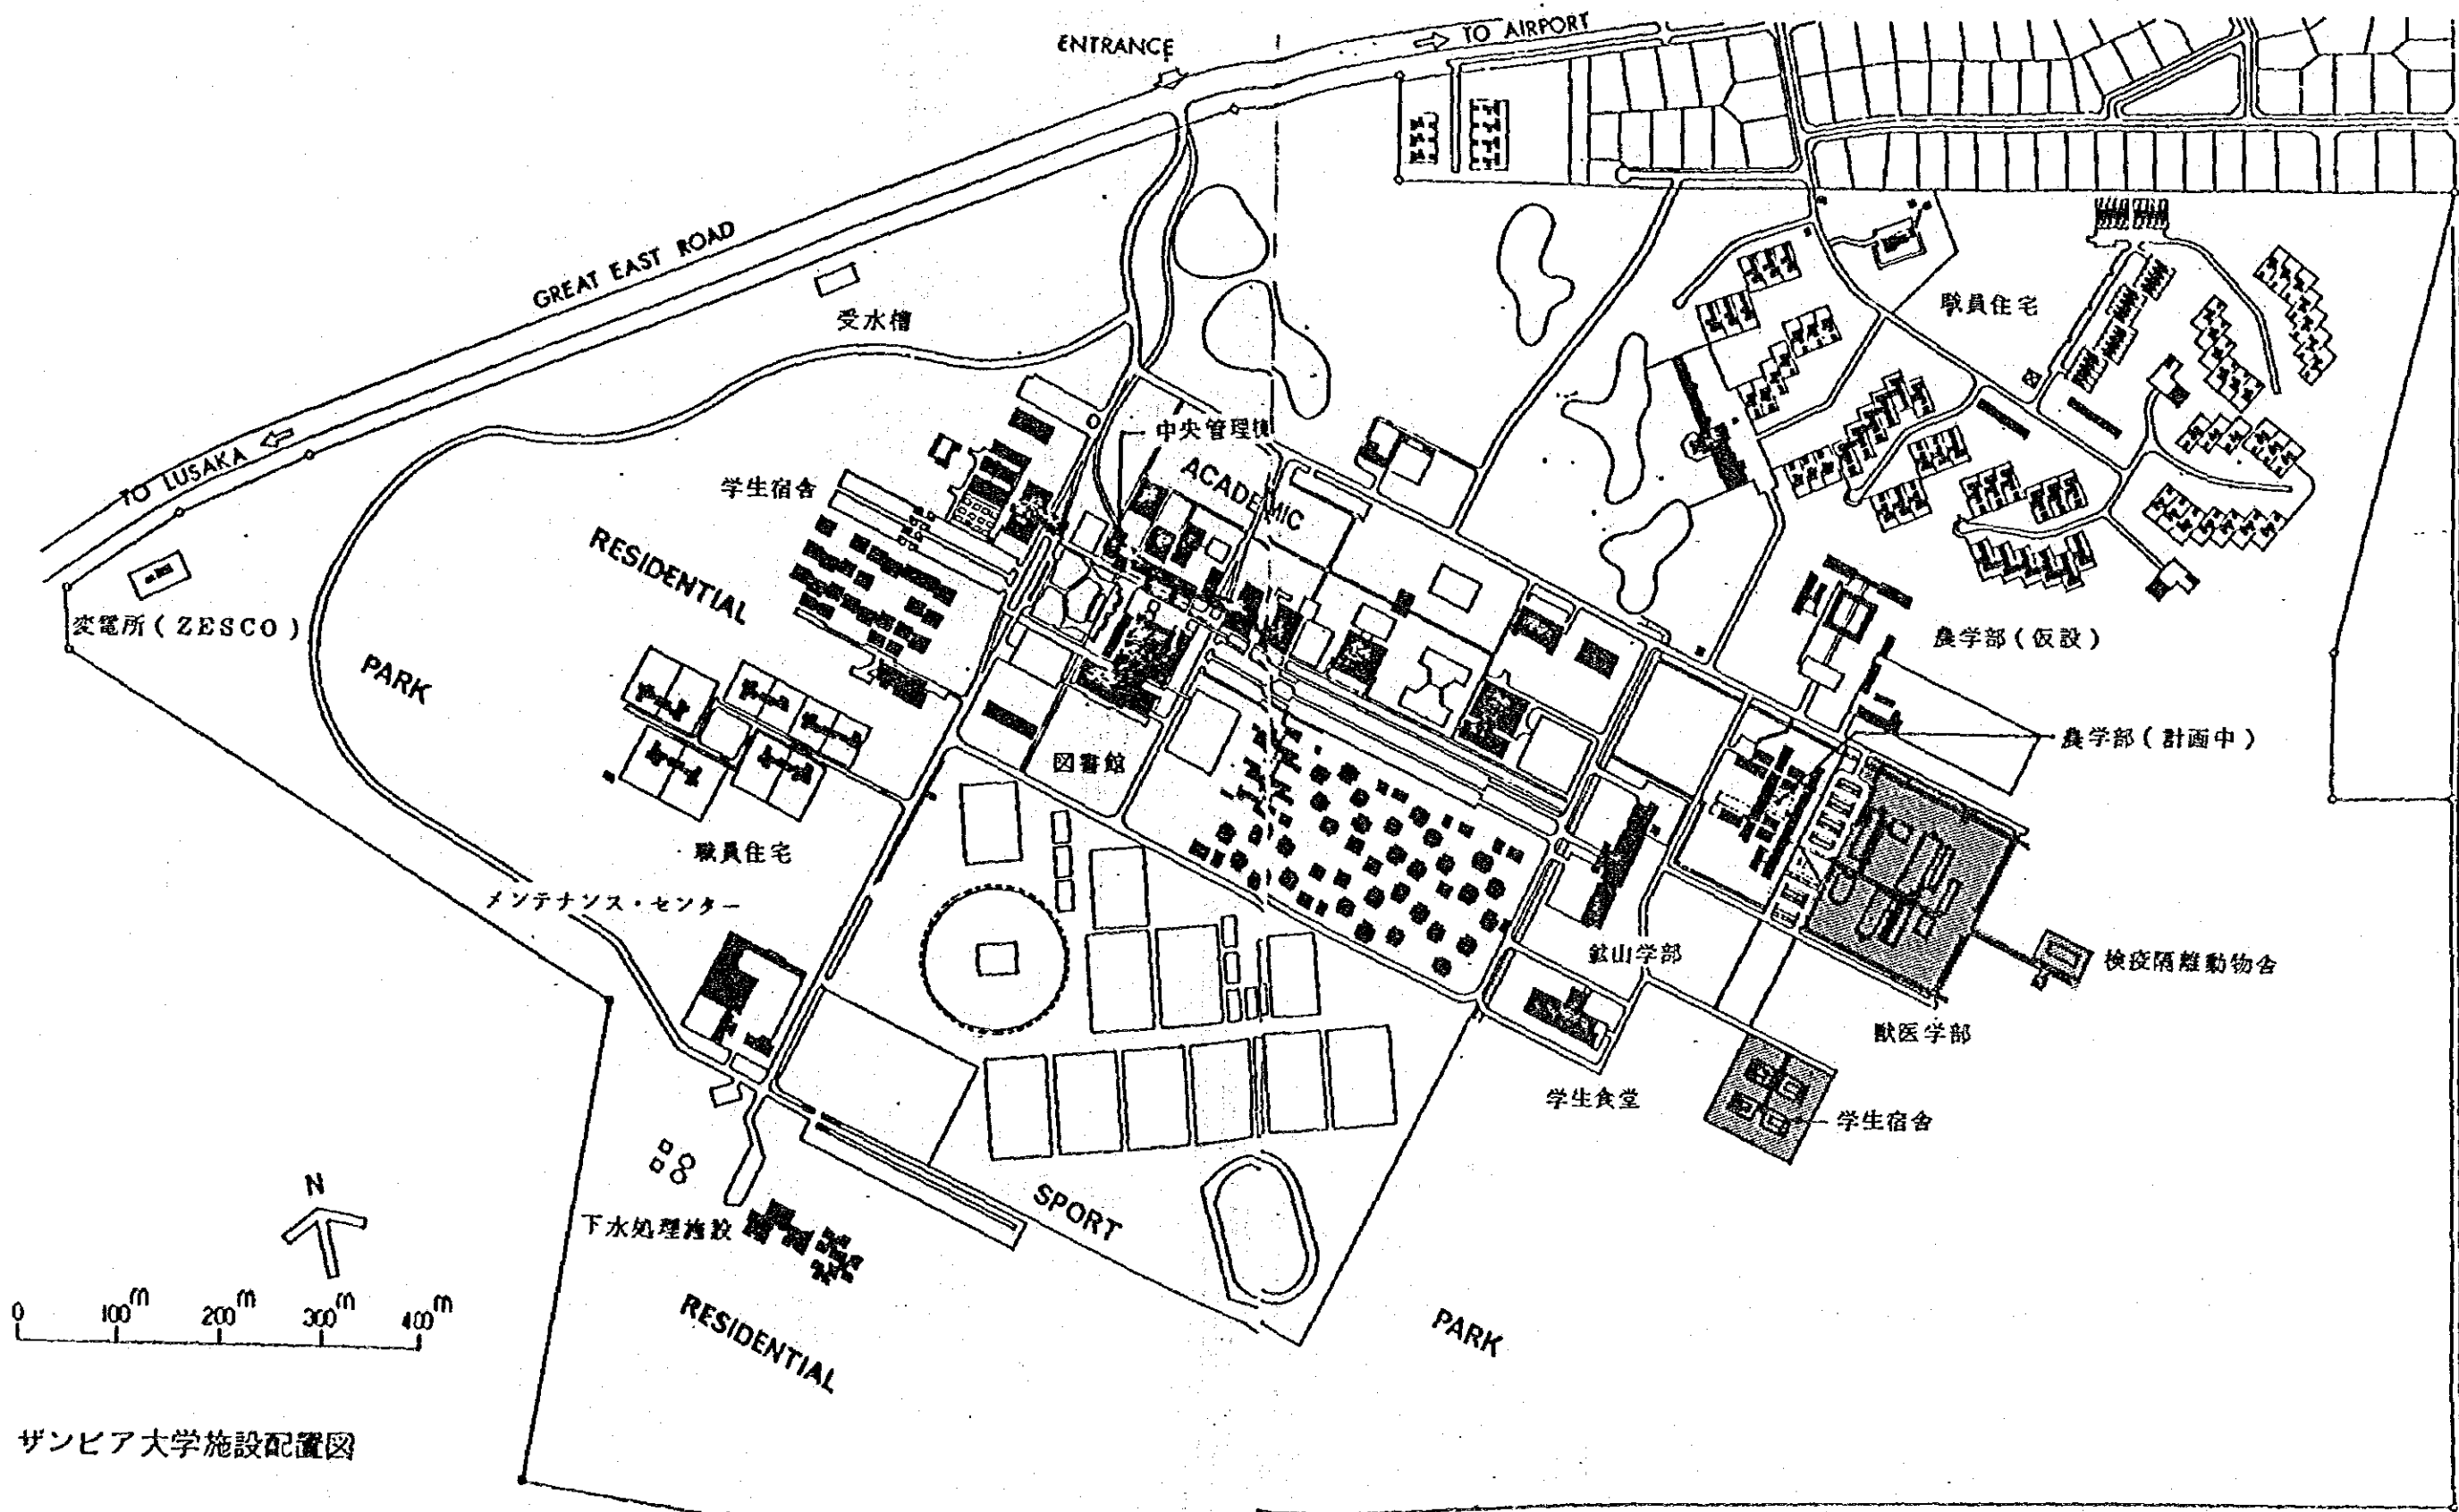 ENTRANCE
TO AIRPORT
GREAT EAST ROAD
受水槽
職員住宅
TO LUSAKA
中央管理棟
ACADEMIC
学生宿舎
RESIDENTIAL
変電所(ZESCO)
PARK
農学部(仮設)
農学部(計画中)
図書館
職員住宅
メンテナンス・センター
鉱山学部
検疫隔離動物舎
獣医学部
学生食堂
学生宿舎
N
SPORT
下水処理施設
0 100m 200m 300m 400m
RESIDENTIAL
PARK
ザンビア大学施設配置図